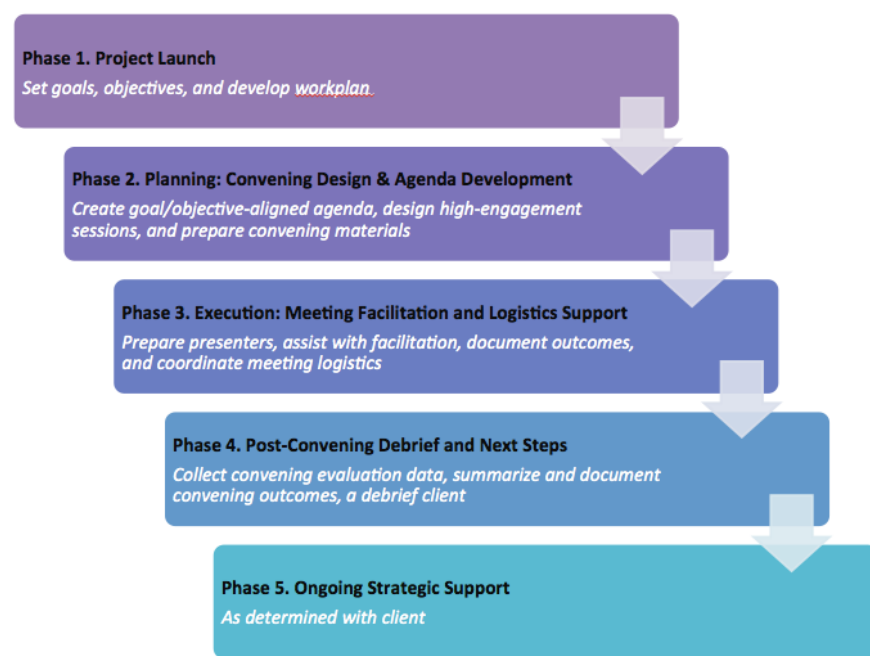 Phase 1. Project Launch
Set goals, objectives, and develop workplan
Phase 2. Planning: Convening Design & Agenda Development
Create goal/objective-aligned agenda, design high-engagement
sessions, and prepare convening materials
Phase 3. Execution: Meeting Facilitation and Logistics Support
Prepare presenters, assist with facilitation, document outcomes,
and coordinate meeting logistics
Phase 4. Post-Convening Debrief and Next Steps
Collect convening evaluation data, summarize and document
convening outcomes, a debrief client
Phase 5. Ongoing Strategic Support
As determined with client